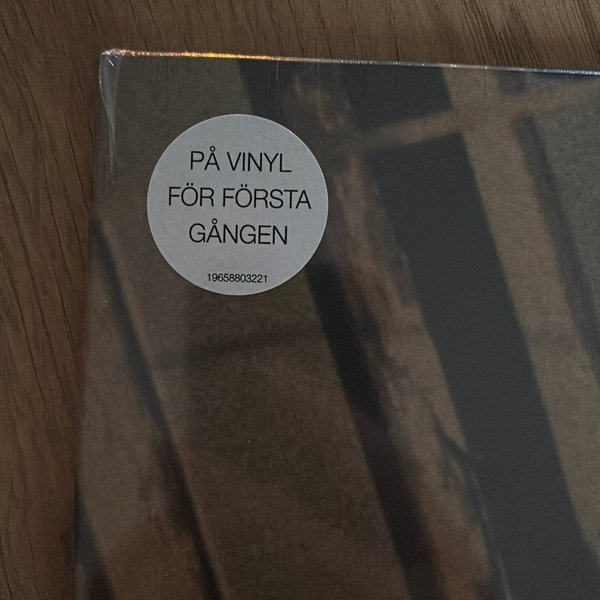 PÅ VINYL
FÖR FÖRSTA
GÅNGEN
19658803221